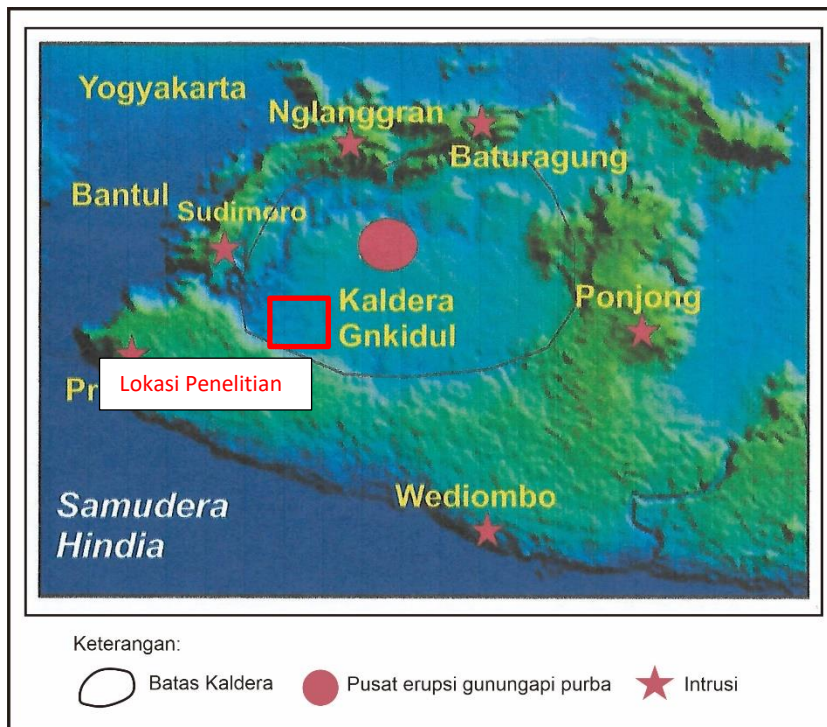 Yogyakarta
Nglanggran
Baturagung
Bantul
Sudimoro
Kaldera
Gnkidul
Ponjong
Pr
Lokasi Penelitian
Wediombo
Samudera
Hindia
Keterangan:
Batas Kaldera
Pusat erupsi gunungapi purba
Intrusi